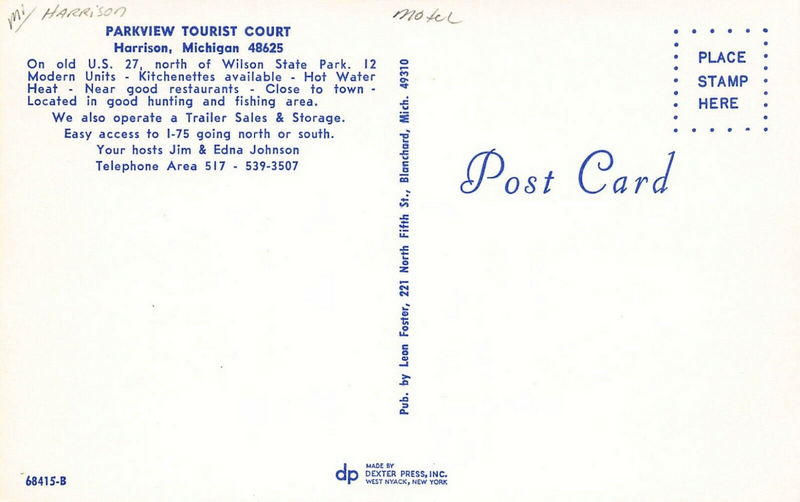 MI/ HARRISON
Motel
PARKVIEW TOURIST COURT
Harrison, Michigan 48625
On old U.S. 27, north of Wilson State Park. 12
Modern Units - Kitchenettes available - Hot Water
Heat - Near good restaurants - Close to town -
Located in good hunting and fishing area.
We also operate a Trailer Sales & Storage.
Easy access to I-75 going north or south.
Your hosts Jim & Edna Johnson
Telephone Area 517 - 539-3507
Pub. by Leon Foster, 221 North Fifth St., Blanchard, Mich. 49310
PLACE
STAMP
HERE
Post Card
68415-B
dp
MADE BY
DEXTER PRESS, INC.
WEST NYACK, NEW YORK